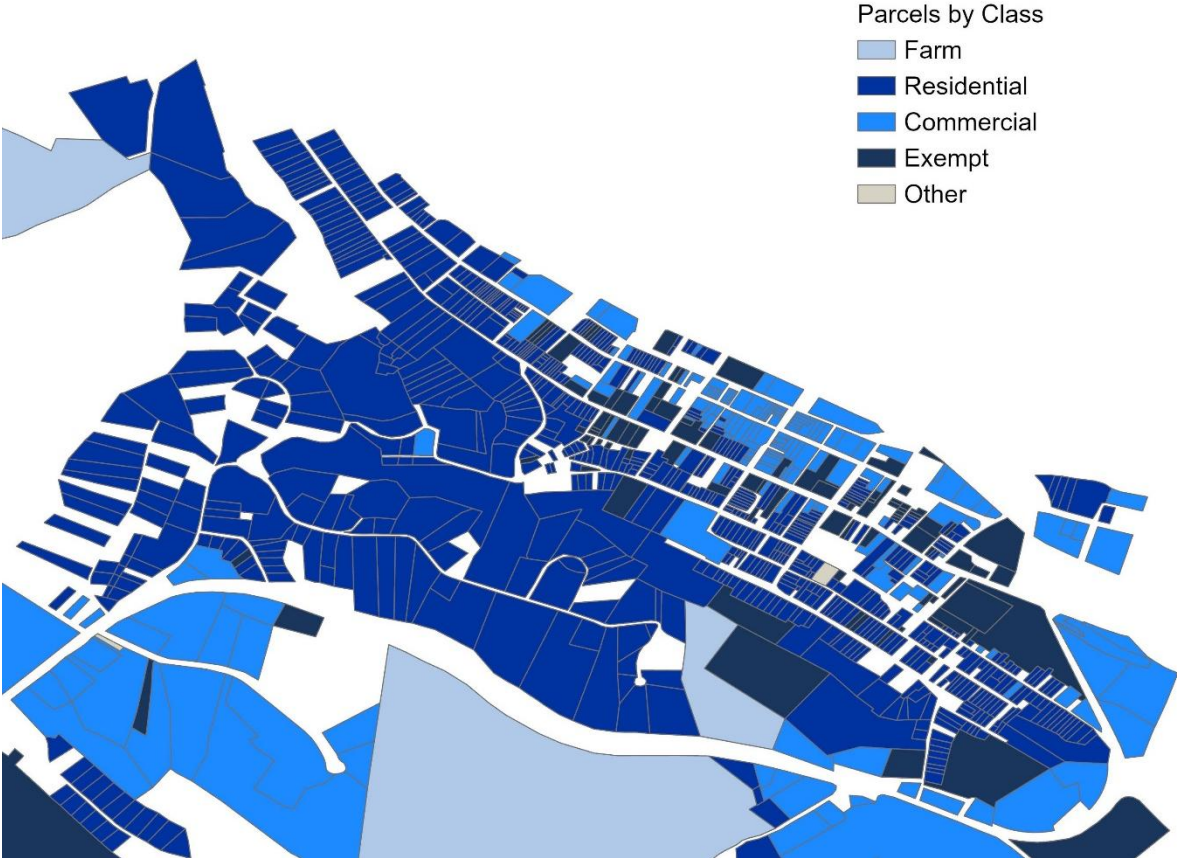 Parcels by Class
Farm
Residential
Commercial
Exempt
Other